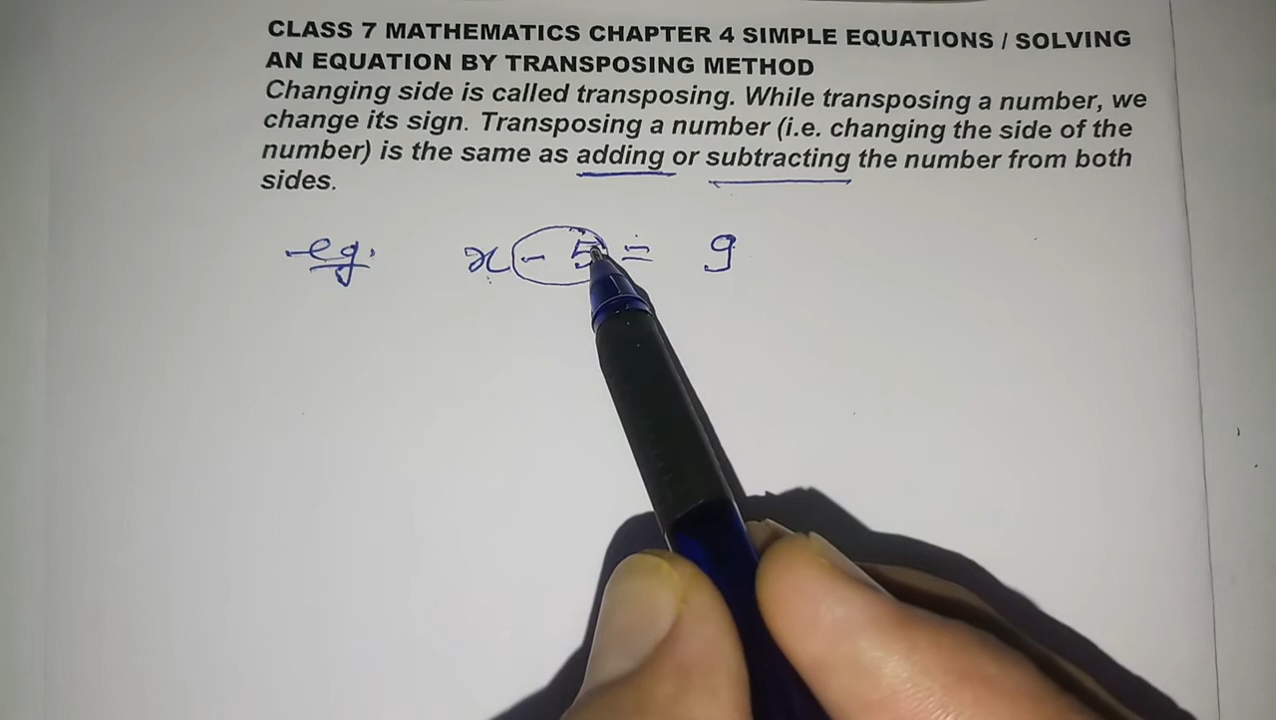 CLASS 7 MATHEMATICS CHAPTER 4 SIMPLE EQUATIONS / SOLVING
AN EQUATION BY TRANSPOSING METHOD
Changing side is called transposing. While transposing a number, we
change its sign. Transposing a number (i.e. changing the side of the
number) is the same as adding or subtracting the number from both
sides.
eg. x - 5 = 9